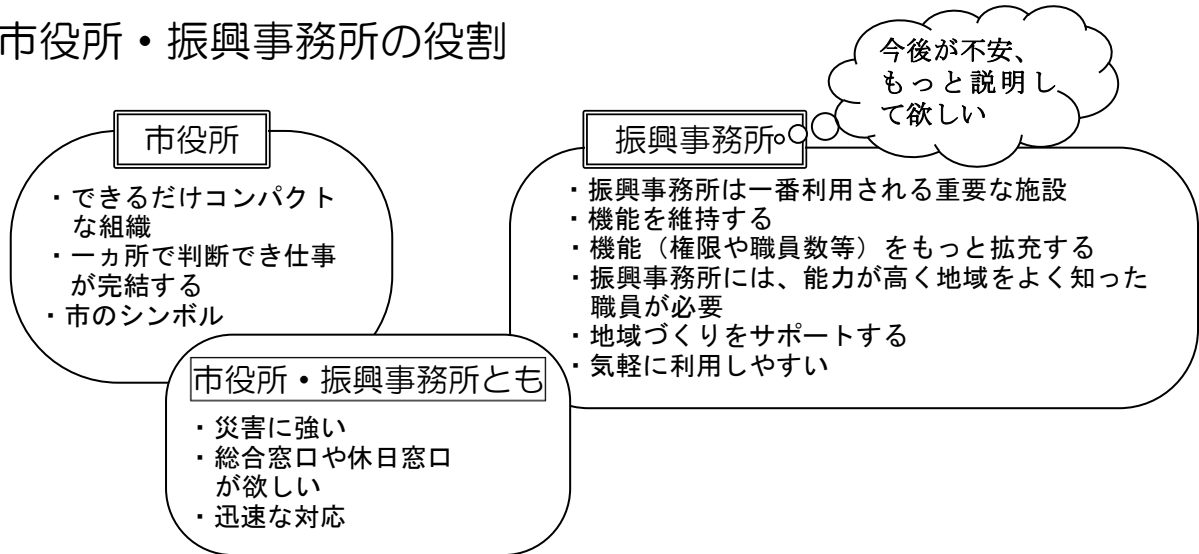 市役所・振興事務所の役割
今後が不安、
もっと説明し
て欲しい
市役所
・できるだけコンパクト
な組織
・一ヵ所で判断でき仕事
が完結する
・市のシンボル
振興事務所
・振興事務所は一番利用される重要な施設
・機能を維持する
・機能（権限や職員数等）をもっと拡充する
・振興事務所には、能力が高く地域をよく知った
職員が必要
・地域づくりをサポートする
・気軽に利用しやすい
市役所・振興事務所とも
・災害に強い
・総合窓口や休日窓口
が欲しい
・迅速な対応